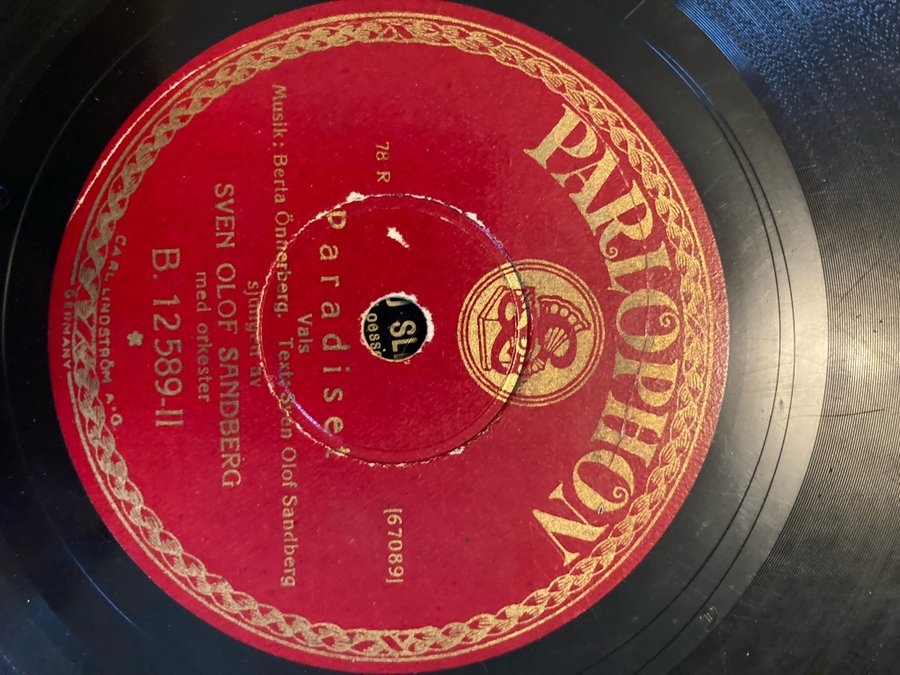 PARLOPHON
78 R [67089]
Paradiset
Vals
Musik: Berta Önnerberg. Text: Sven Olof Sandberg
sjungen av
SVEN OLOF SANDBERG
med orkester
B. 12589-II
CARL LINDSTRÖM A.G.
GERMANY